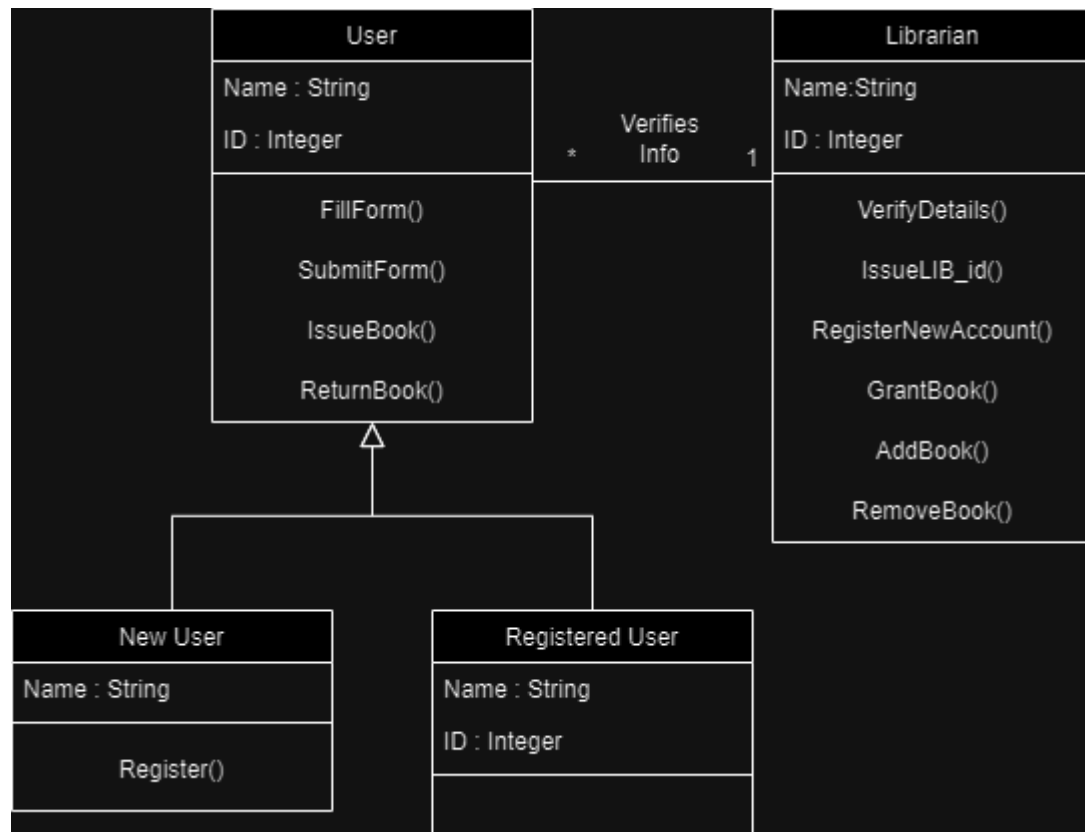 User
Name : String
ID : Integer
FillForm()
SubmitForm()
IssueBook()
ReturnBook()
Verifies
Info
*
1
Librarian
Name:String
ID : Integer
VerifyDetails()
IssueLIB_id()
RegisterNewAccount()
GrantBook()
AddBook()
RemoveBook()
New User
Name : String
Register()
Registered User
Name : String
ID : Integer